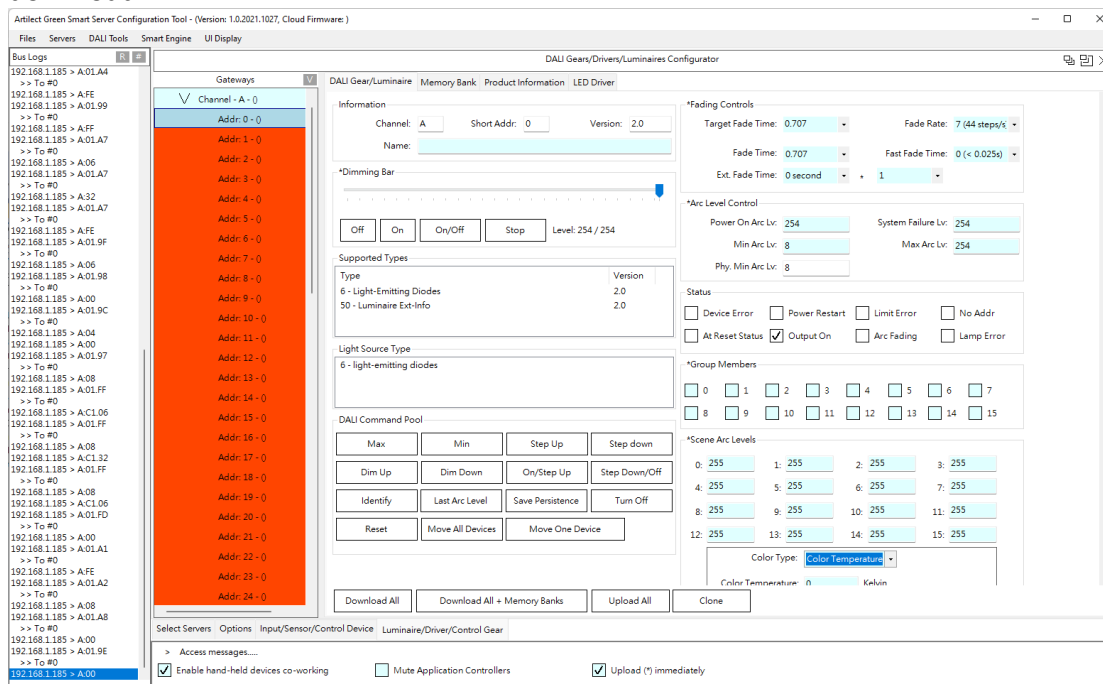 Artilect Green Smart Server Configuration Tool - (Version: 1.0.2021.1027, Cloud Firmware: )
Files Servers DALI Tools Smart Engine UI Display
Bus Logs R #
192.168.1.185 > A:01.A4
>> To #0
192.168.1.185 > A:FE
192.168.1.185 > A:01.99
>> To #0
192.168.1.185 > A:FF
192.168.1.185 > A:01.A7
>> To #0
192.168.1.185 > A:06
192.168.1.185 > A:01.A7
>> To #0
192.168.1.185 > A:32
192.168.1.185 > A:01.A7
>> To #0
192.168.1.185 > A:FE
192.168.1.185 > A:01.9F
>> To #0
192.168.1.185 > A:06
192.168.1.185 > A:01.98
>> To #0
192.168.1.185 > A:00
192.168.1.185 > A:01.9C
>> To #0
192.168.1.185 > A:04
192.168.1.185 > A:00
192.168.1.185 > A:01.97
>> To #0
192.168.1.185 > A:08
192.168.1.185 > A:01.FF
>> To #0
192.168.1.185 > A:C1.06
192.168.1.185 > A:01.FF
>> To #0
192.168.1.185 > A:08
192.168.1.185 > A:C1.32
192.168.1.185 > A:01.FF
>> To #0
192.168.1.185 > A:08
192.168.1.185 > A:C1.06
192.168.1.185 > A:01.FD
>> To #0
192.168.1.185 > A:00
192.168.1.185 > A:01.A1
>> To #0
192.168.1.185 > A:FE
192.168.1.185 > A:01.A2
>> To #0
192.168.1.185 > A:08
192.168.1.185 > A:01.A8
>> To #0
192.168.1.185 > A:00
192.168.1.185 > A:01.9E
>> To #0
192.168.1.185 > A:00
DALI Gears/Drivers/Luminaires Configurator
Gateways V
Channel - A - ()
Addr: 0 - ()
Addr: 1 - ()
Addr: 2 - ()
Addr: 3 - ()
Addr: 4 - ()
Addr: 5 - ()
Addr: 6 - ()
Addr: 7 - ()
Addr: 8 - ()
Addr: 9 - ()
Addr: 10 - ()
Addr: 11 - ()
Addr: 12 - ()
Addr: 13 - ()
Addr: 14 - ()
Addr: 15 - ()
Addr: 16 - ()
Addr: 17 - ()
Addr: 18 - ()
Addr: 19 - ()
Addr: 20 - ()
Addr: 21 - ()
Addr: 22 - ()
Addr: 23 - ()
Addr: 24 - ()
DALI Gear/Luminaire Memory Bank Product Information LED Driver
Information
Channel: A Short Addr: 0 Version: 2.0
Name:
*Dimming Bar
Off On On/Off Stop Level: 254 / 254
Supported Types
Type Version
6 - Light-Emitting Diodes 2.0
50 - Luminaire Ext-Info 2.0
Light Source Type
6 - light-emitting diodes
DALI Command Pool
Max Min Step Up Step down
Dim Up Dim Down On/Step Up Step Down/Off
Identify Last Arc Level Save Persistence Turn Off
Reset Move All Devices Move One Device
*Fading Controls
Target Fade Time: 0.707 Fade Rate: 7 (44 steps/s
Fade Time: 0.707 Fast Fade Time: 0 (< 0.025s)
Ext. Fade Time: 0 second * 1
*Arc Level Control
Power On Arc Lv: 254 System Failure Lv: 254
Min Arc Lv: 8 Max Arc Lv: 254
Phy. Min Arc Lv: 8
Status
Device Error Power Restart Limit Error No Addr
At Reset Status Output On Arc Fading Lamp Error
*Group Members
0 1 2 3 4 5 6 7
8 9 10 11 12 13 14 15
*Scene Arc Levels
0: 255 1: 255 2: 255 3: 255
4: 255 5: 255 6: 255 7: 255
8: 255 9: 255 10: 255 11: 255
12: 255 13: 255 14: 255 15: 255
Color Type: Color Temperature
Color Temperature: 0 Kelvin
Download All Download All + Memory Banks Upload All Clone
Select Servers Options Input/Sensor/Control Device Luminaire/Driver/Control Gear
> Access messages.....
Enable hand-held devices co-working Mute Application Controllers Upload (*) immediately